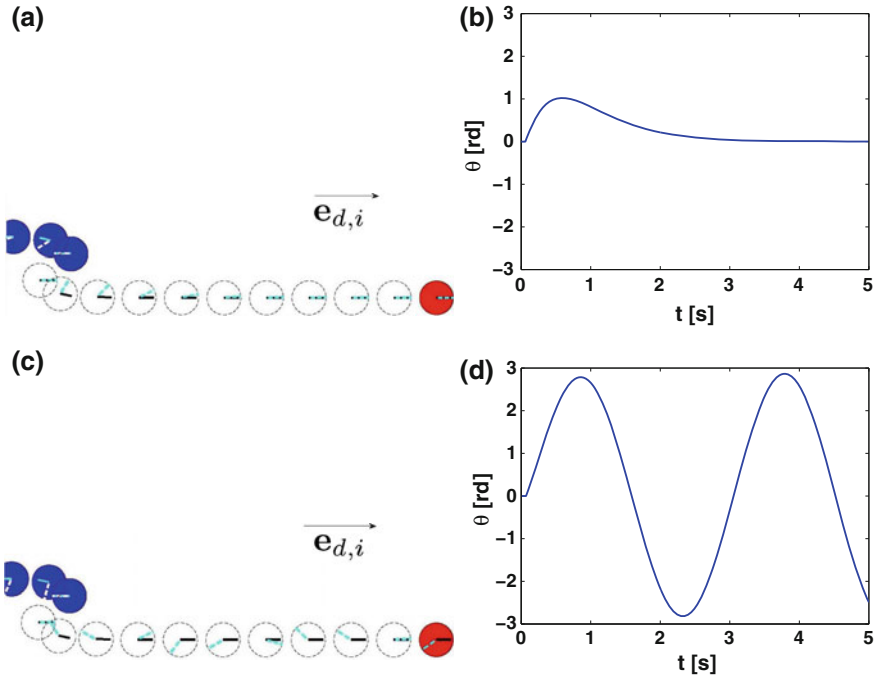 (a)
e_{d,i}
(b)
3
2
1
0
−1
−2
−3
θ [rd]
0 1 2 3 4 5
t [s]
(c)
e_{d,i}
(d)
3
2
1
0
−1
−2
−3
θ [rd]
0 1 2 3 4 5
t [s]